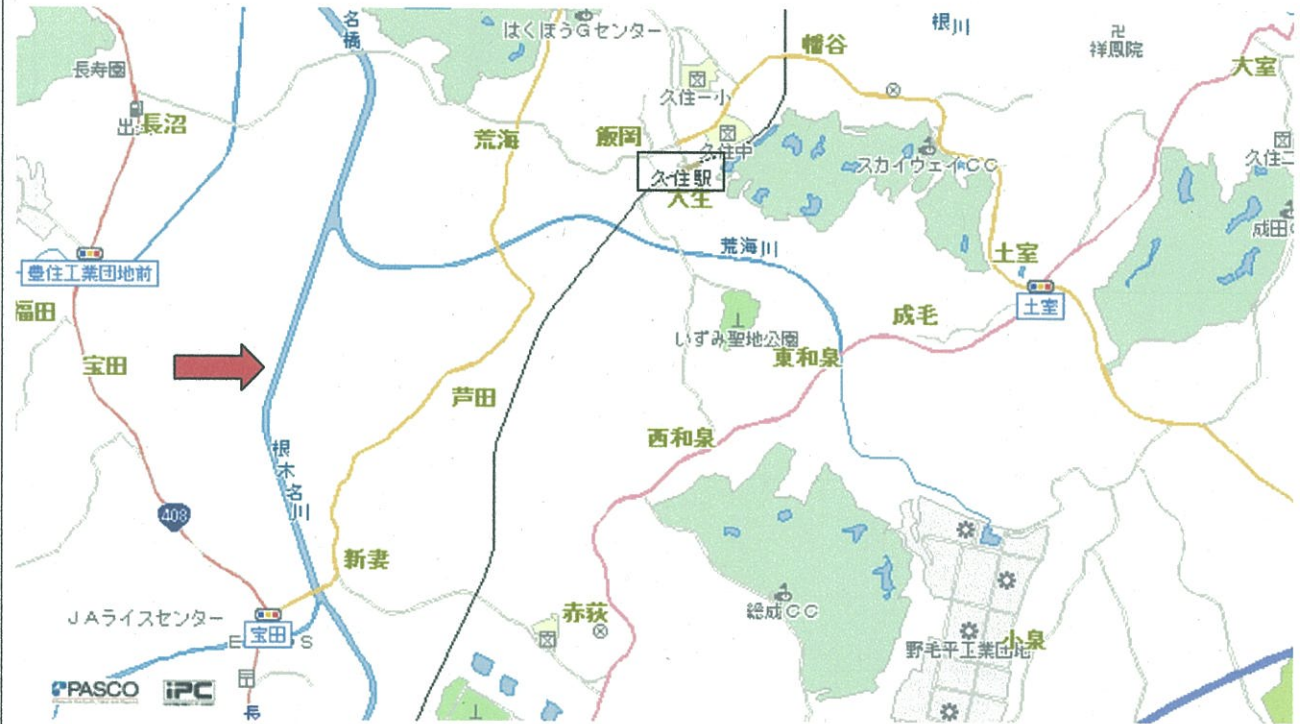 名橋
はくぼうGセンター
根川
幡谷
卍
祥鳳院
大室
長寿園
久住一小
長沼
荒海
飯岡
久住中
久住二
スカイウェイCC
久住駅
成田
荒海川
土室
豊住工業団地前
土室
福田
成毛
いずみ聖地公園
東和泉
宝田
芦田
西和泉
根木名川
408
新妻
赤荻
総成CC
JAライスセンター
宝田
E
S
野毛平工業団地
小泉
PASCO
iPC
長